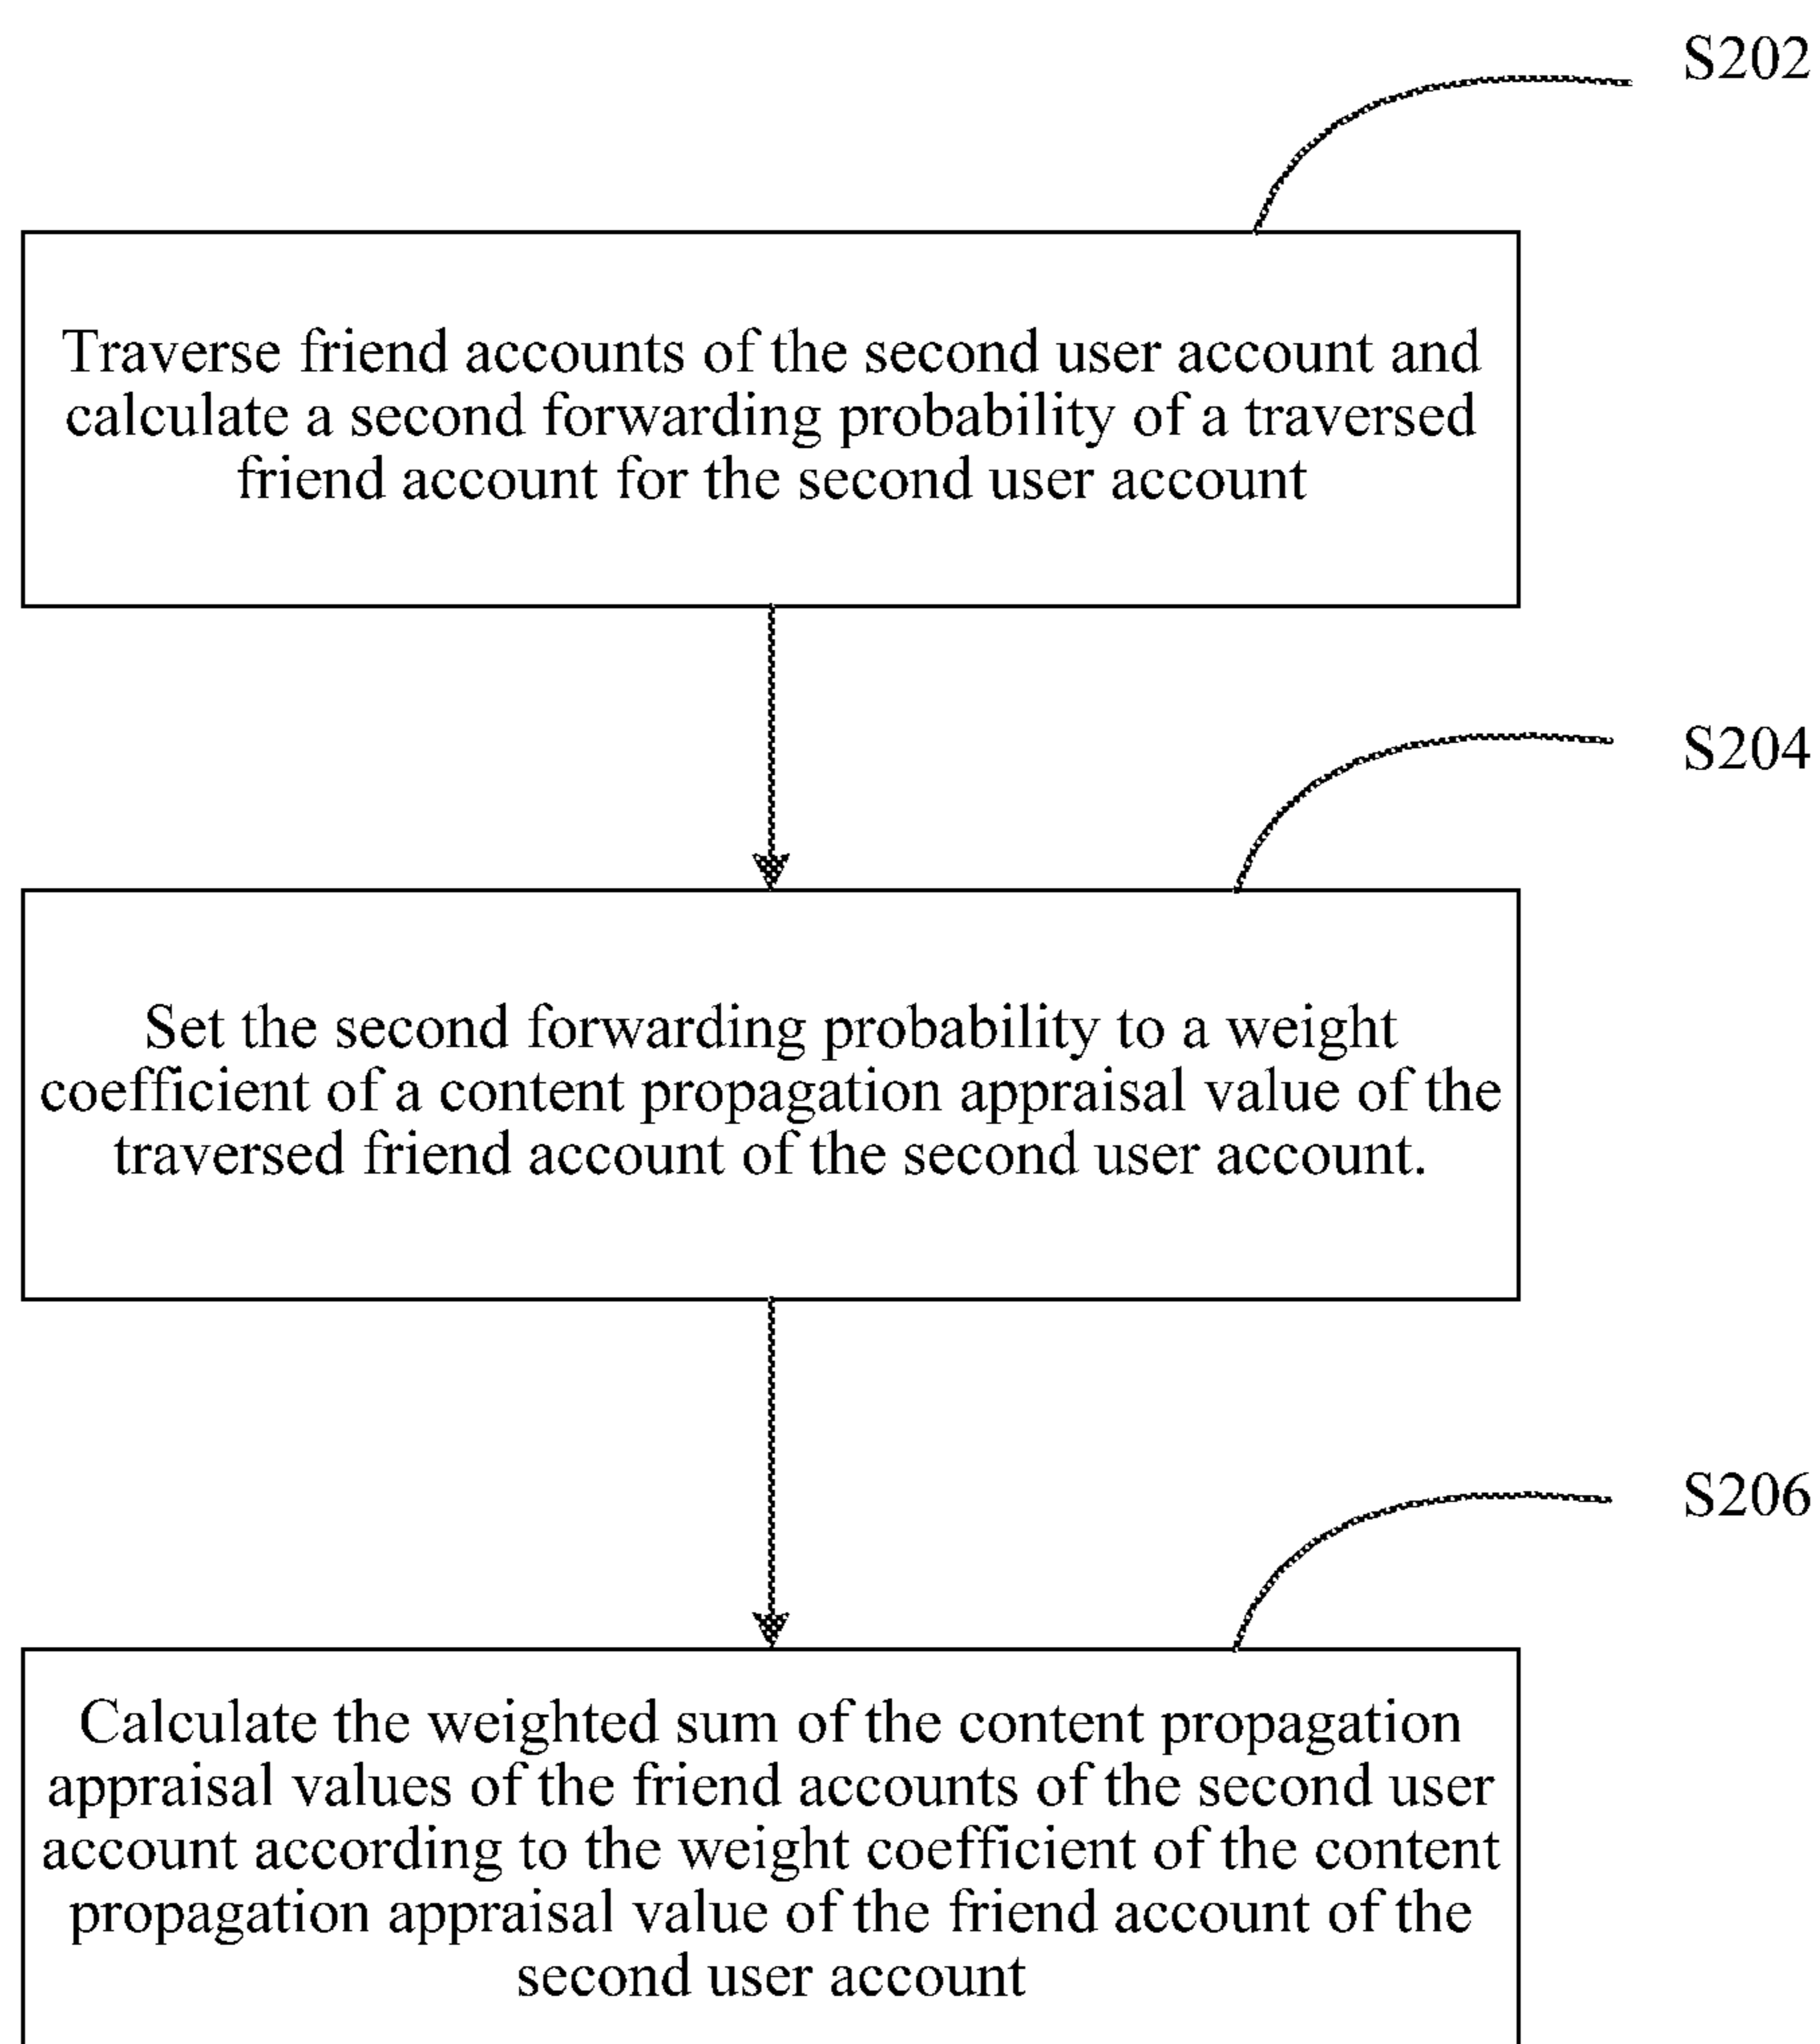 S202
Traverse friend accounts of the second user account and
calculate a second forwarding probability of a traversed
friend account for the second user account
S204
Set the second forwarding probability to a weight
coefficient of a content propagation appraisal value of the
traversed friend account of the second user account.
S206
Calculate the weighted sum of the content propagation
appraisal values of the friend accounts of the second user
account according to the weight coefficient of the content
propagation appraisal value of the friend account of the
second user account